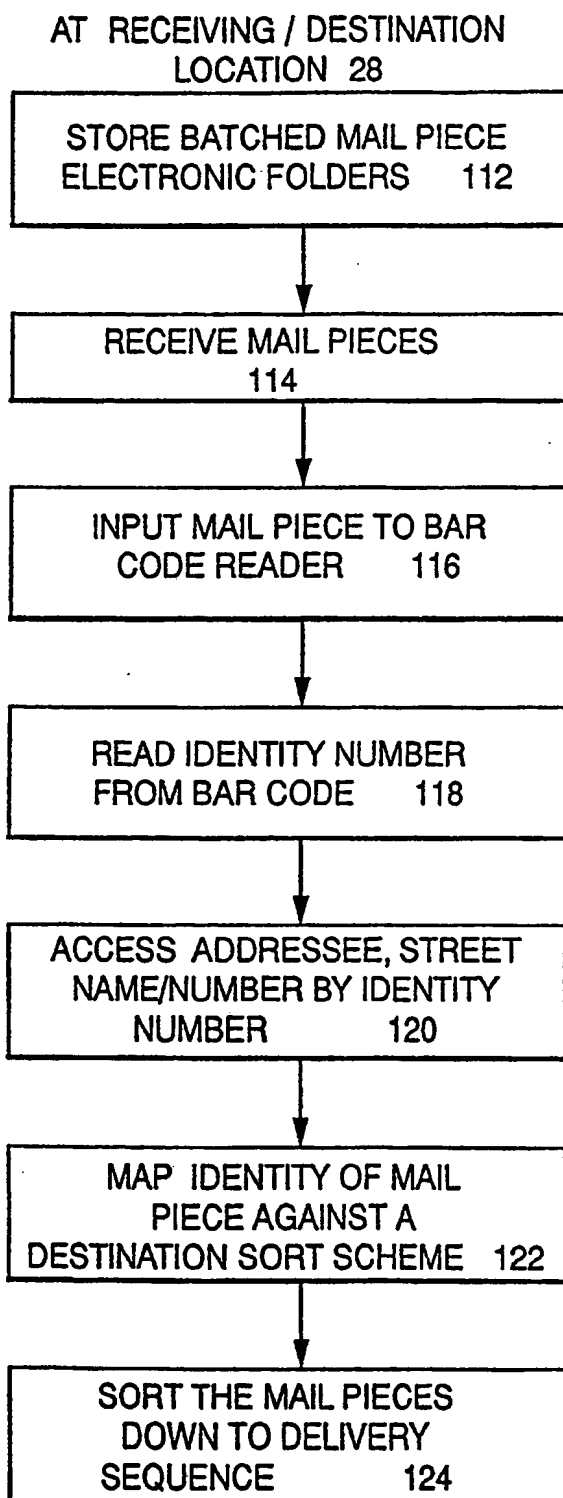 AT RECEIVING / DESTINATION
LOCATION 28
STORE BATCHED MAIL PIECE
ELECTRONIC FOLDERS 112
RECEIVE MAIL PIECES
114
INPUT MAIL PIECE TO BAR
CODE READER 116
READ IDENTITY NUMBER
FROM BAR CODE 118
ACCESS ADDRESSEE, STREET
NAME/NUMBER BY IDENTITY
NUMBER 120
MAP IDENTITY OF MAIL
PIECE AGAINST A
DESTINATION SORT SCHEME 122
SORT THE MAIL PIECES
DOWN TO DELIVERY
SEQUENCE 124